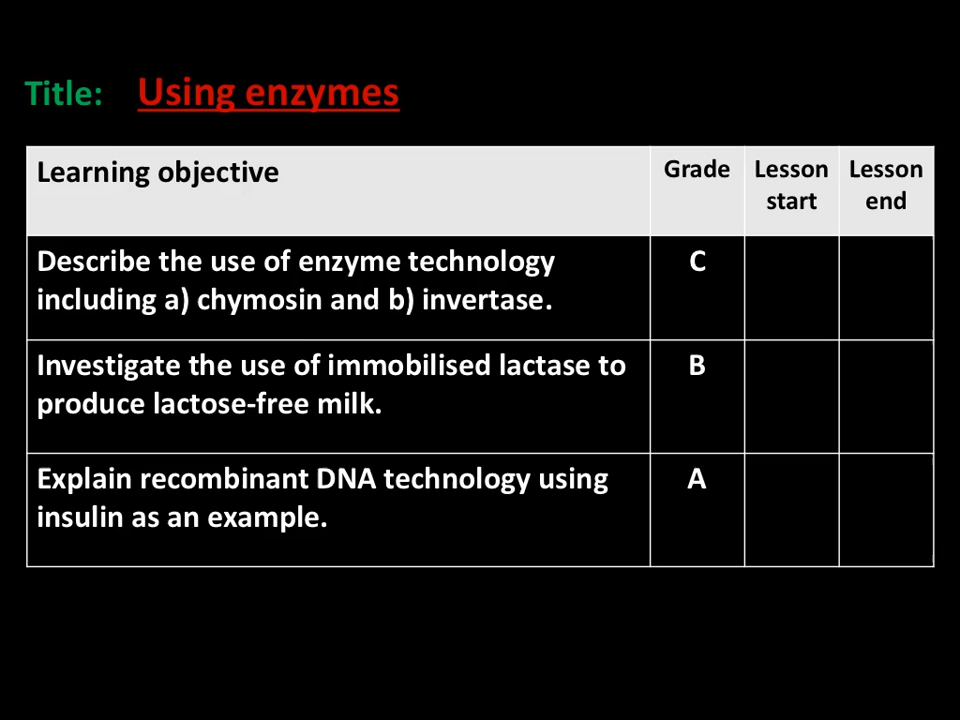 Title: Using enzymes
Learning objective
Grade
Lesson
start
Lesson
end
Describe the use of enzyme technology
including a) chymosin and b) invertase.
C
Investigate the use of immobilised lactase to
produce lactose-free milk.
B
Explain recombinant DNA technology using
insulin as an example.
A